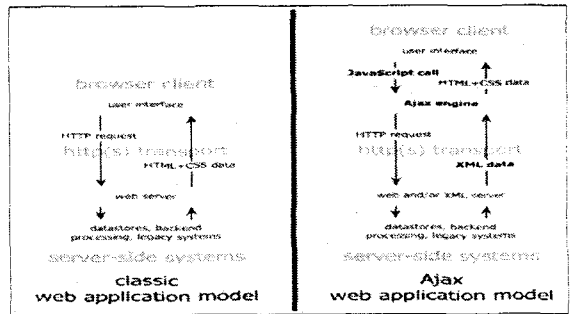 browser client
user interface
HTTP request
http(s) transport
HTML+CSS data
web server
datastores, backend
processing, legacy systems
server-side systems
classic
web application model
browser client
user interface
JavaScript call
HTML+CSS data
Ajax engine
HTTP request
http(s) transport
XML data
web and/or XML server
datastores, backend
processing, legacy systems
server-side systems
Ajax
web application model